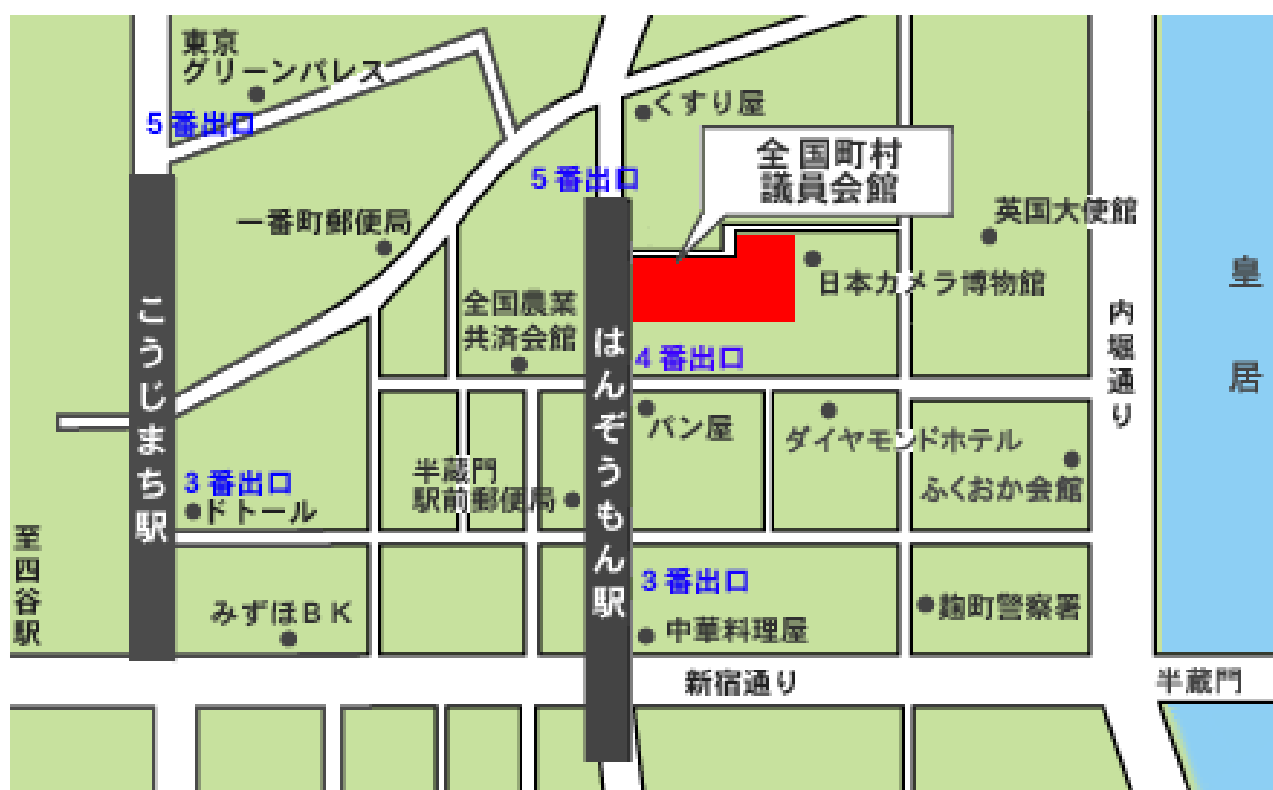 東京
グリーンパレス
5番出口
くすり屋
全国町村
議員会館
5番出口
一番町郵便局
英国大使館
皇居
日本カメラ博物館
全国農業
共済会館
内堀通り
こうじまち駅
はんぞうもん駅
4番出口
パン屋
ダイヤモンドホテル
半蔵門
駅前郵便局
ふくおか会館
3番出口
ドトール
至四谷駅
3番出口
みずほBK
中華料理屋
麹町警察署
新宿通り
半蔵門